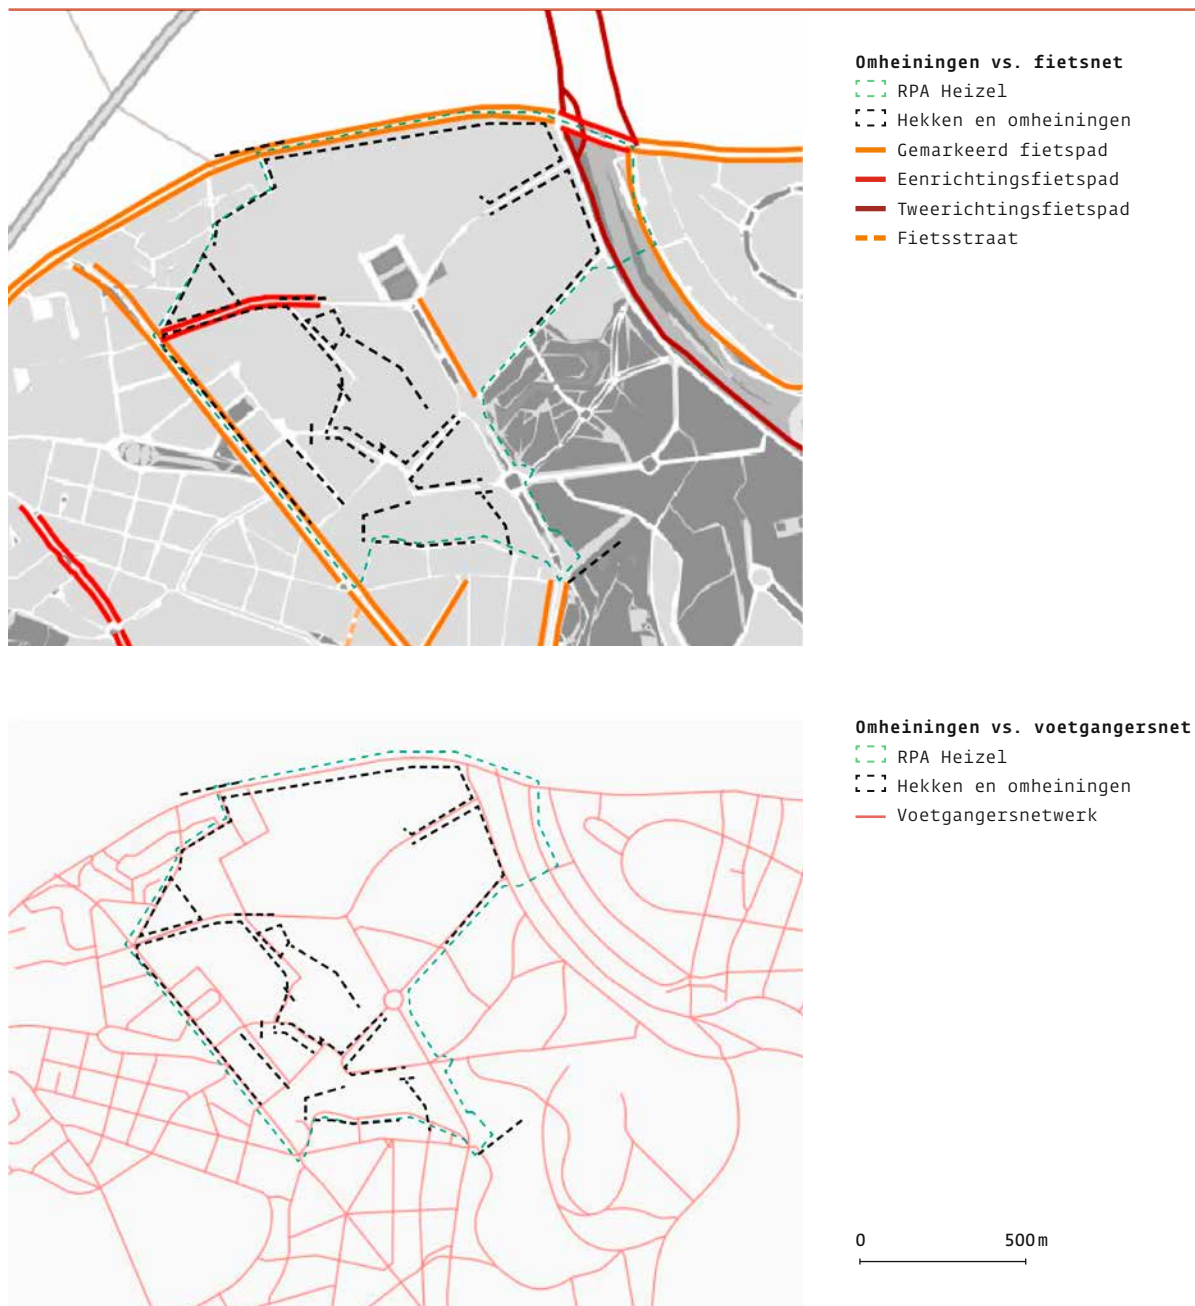 Omheiningen vs. fietsnet
RPA Heizel
Hekken en omheiningen
Gemarkeerd fietspad
Eenrichtingsfietspad
Tweerichtingsfietspad
Fietsstraat
Omheiningen vs. voetgangersnet
RPA Heizel
Hekken en omheiningen
Voetgangersnetwerk
0 500m